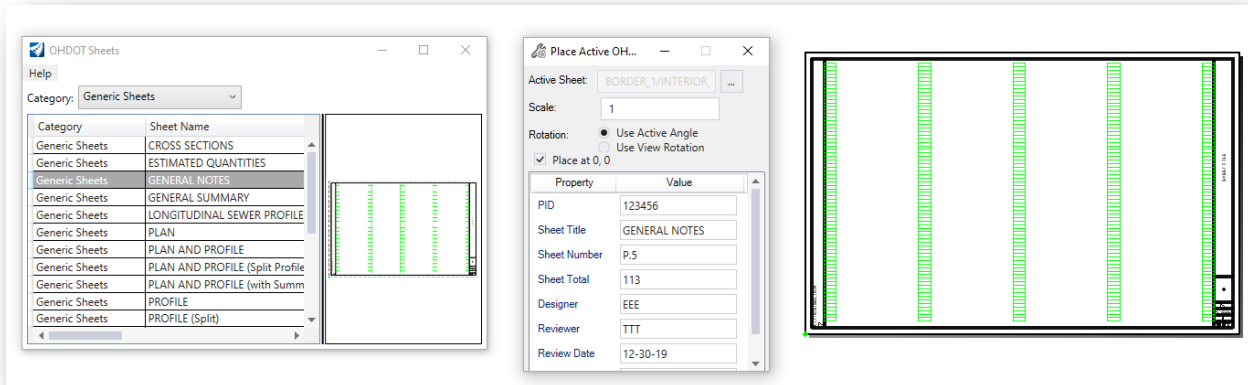 OHDOT Sheets
Help
Category: Generic Sheets
Category Sheet Name
Generic Sheets CROSS SECTIONS
Generic Sheets ESTIMATED QUANTITIES
Generic Sheets GENERAL NOTES
Generic Sheets GENERAL SUMMARY
Generic Sheets LONGITUDINAL SEWER PROFILE
Generic Sheets PLAN
Generic Sheets PLAN AND PROFILE
Generic Sheets PLAN AND PROFILE (Split Profile
Generic Sheets PLAN AND PROFILE (with Summ
Generic Sheets PROFILE
Generic Sheets PROFILE (Split)
Place Active OH...
Active Sheet: BORDER_1/INTERIOR_ ...
Scale: 1
Rotation: Use Active Angle
Use View Rotation
Place at 0, 0
Property Value
PID 123456
Sheet Title GENERAL NOTES
Sheet Number P.5
Sheet Total 113
Designer EEE
Reviewer TTT
Review Date 12-30-19